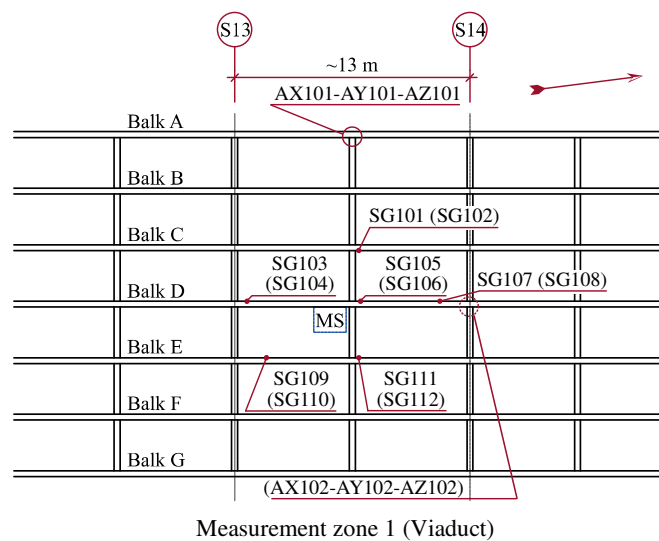 S13
S14
~13 m
AX101-AY101-AZ101
Balk A
Balk B
SG101 (SG102)
Balk C
SG103
(SG104)
SG105
(SG106)
SG107 (SG108)
Balk D
MS
Balk E
SG109
(SG110)
SG111
(SG112)
Balk F
Balk G
(AX102-AY102-AZ102)
Measurement zone 1 (Viaduct)